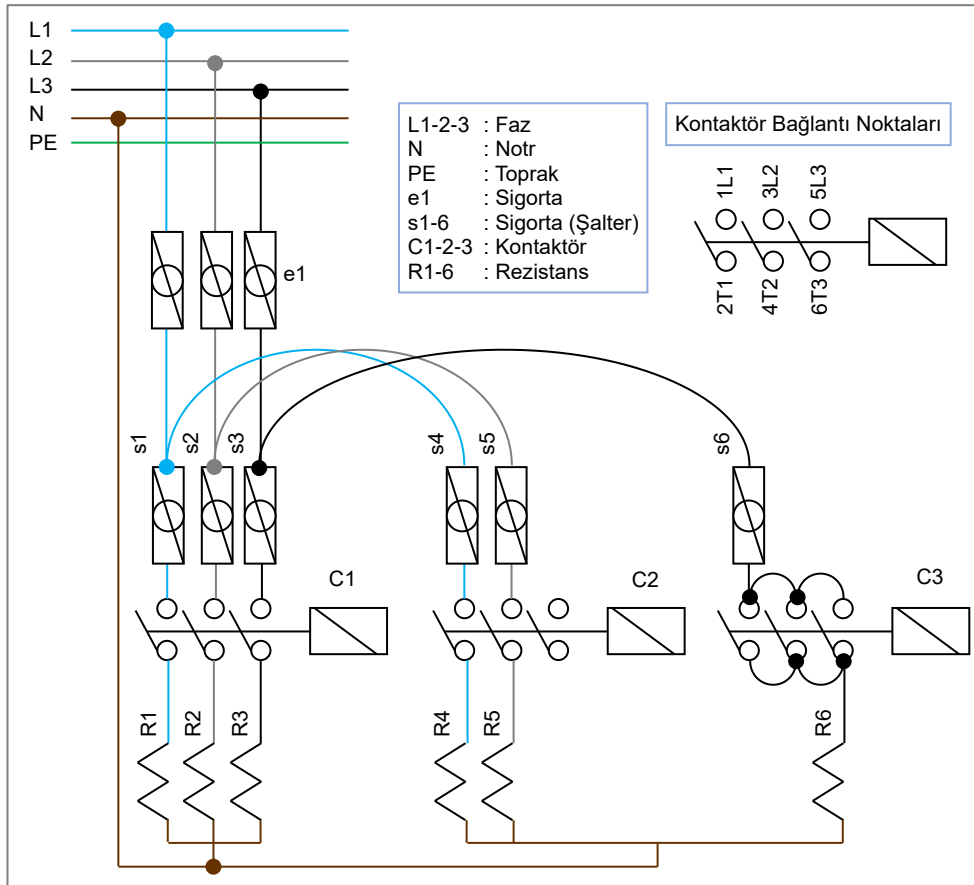 L1
L2
L3
N
PE
L1-2-3 : Faz
N : Notr
PE : Toprak
e1 : Sigorta
s1-6 : Sigorta (Şalter)
C1-2-3 : Kontaktör
R1-6 : Rezistans
Kontaktör Bağlantı Noktaları
1L1
3L2
5L3
2T1
4T2
6T3
e1
s1
s2
s3
s4
s5
s6
C1
C2
C3
R1
R2
R3
R4
R5
R6